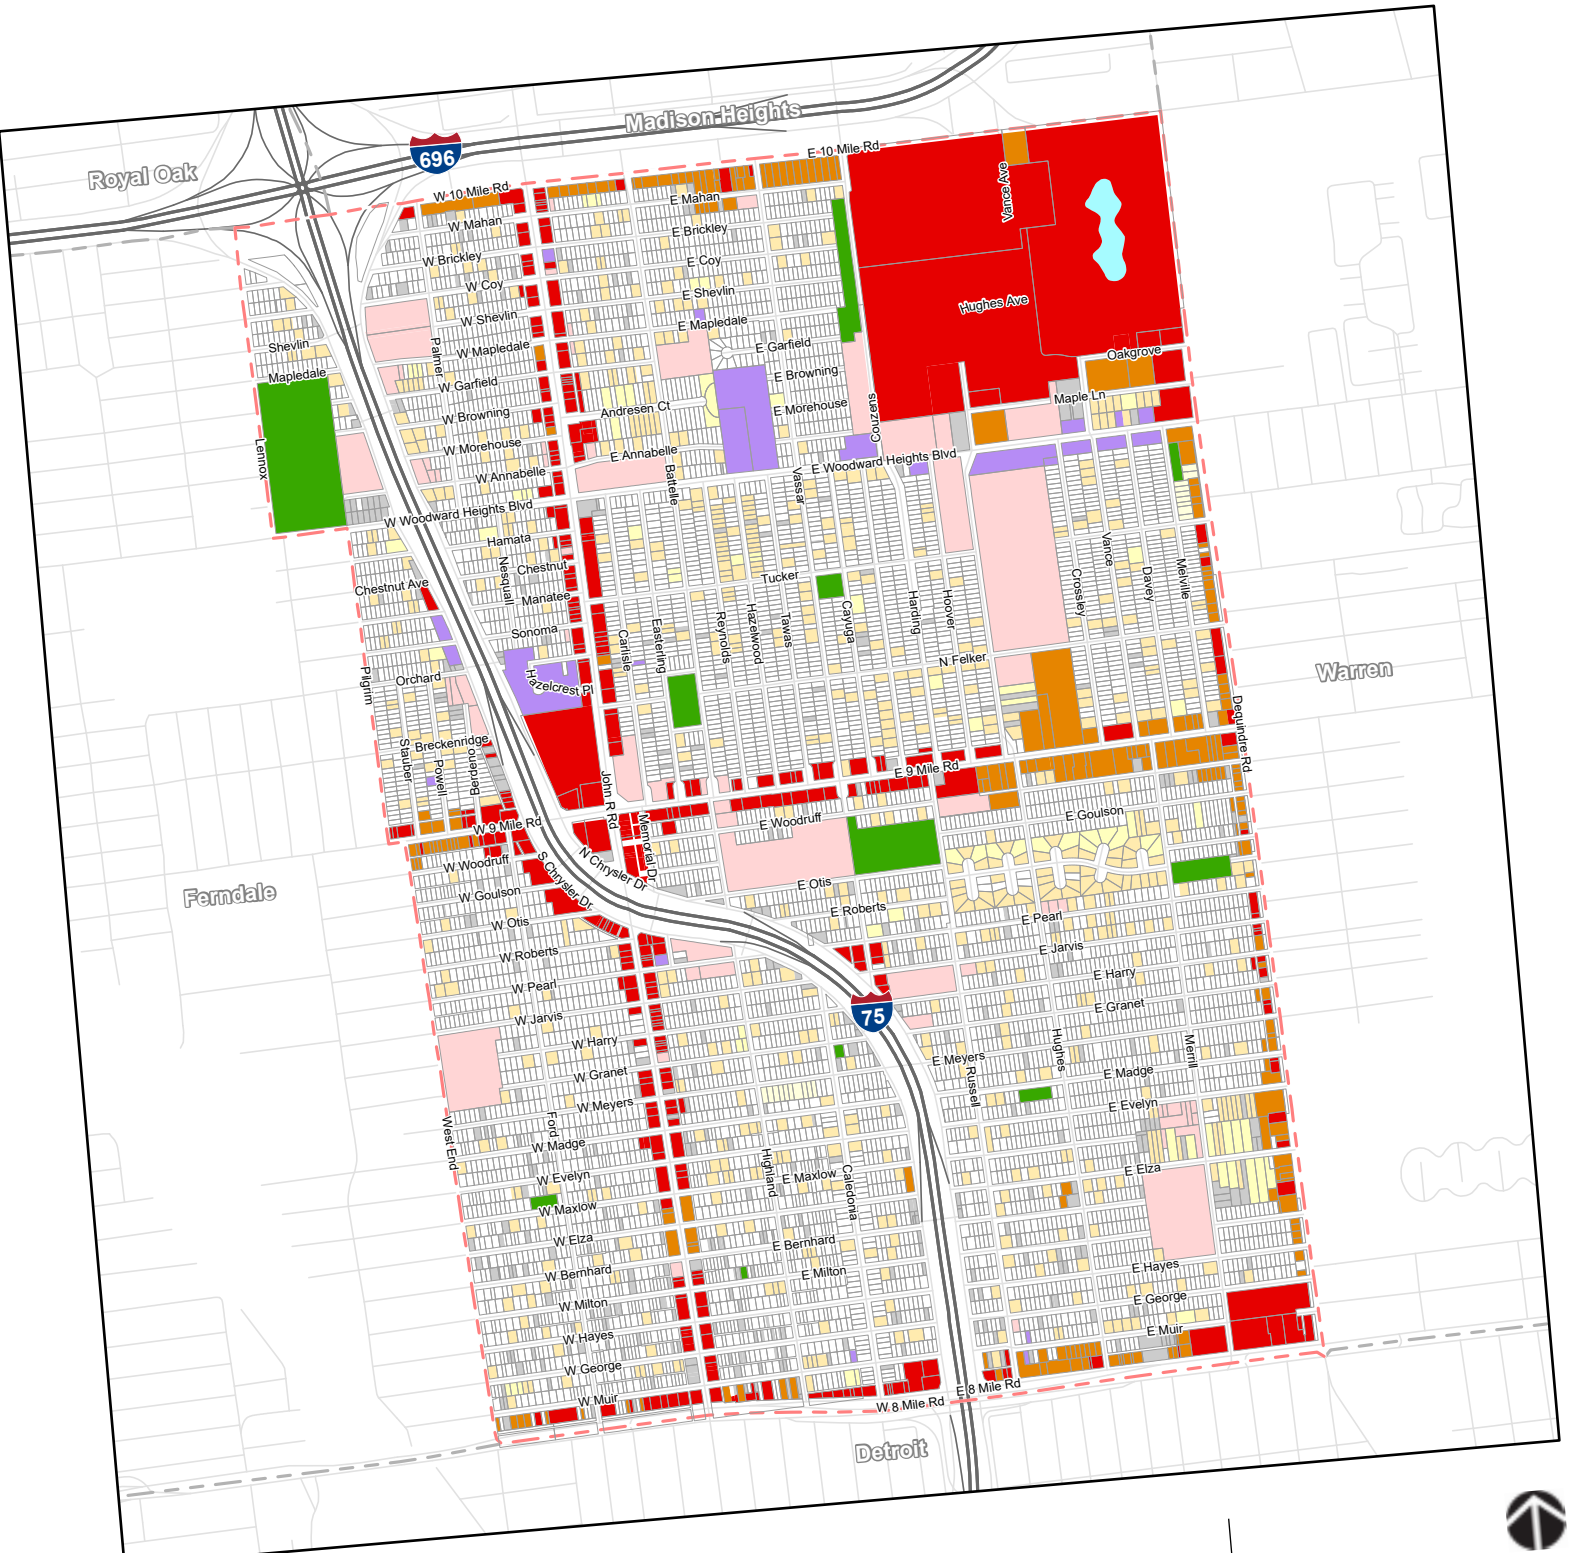 Madison Heights
Royal Oak
696
E 10 Mile Rd
W 10 Mile Rd
Vance Ave
E Mahan
W Mahan
E Brickley
W Brickley
E Coy
W Coy
E Shevlin
W Shevlin
Hughes Ave
E Mapledale
Shevlin
Palmer
W Mapledale
E Garfield
Oakgrove
Mapledale
W Garfield
E Browning
Maple Ln
Andresen Ct
E Morehouse
Couzens
W Browning
Lennox
W Morehouse
E Annabelle
W Annabelle
Battelle
Vassar
E Woodward Heights Blvd
W Woodward Heights Blvd
Hamata
Nesquall
Chestnut
Chestnut Ave
Tucker
Vance
Crossley
Davey
Melville
Manatee
Sonoma
Carlisle
Easterling
Reynolds
Hazelwood
Tawas
Cayuga
Harding
Hoover
N Felker
Pilgrim
Orchard
Hazelcrest Pl
Warren
Dequindre Rd
Breckenridge
Stauber
Powell
Bardeno
John R Rd
E 9 Mile Rd
W 9 Mile Rd
Memorial Dr
E Woodruff
E Goulson
W Woodruff
S Chrysler Dr
N Chrysler Dr
Ferndale
W Goulson
E Otis
W Otis
E Roberts
E Pearl
W Roberts
E Jarvis
W Pearl
E Harry
W Jarvis
75
E Granet
W Harry
E Meyers
Hughes
Merrill
W Granet
Russell
E Madge
W Meyers
Ford
E Evelyn
West End
W Madge
Highland
Caledonia
E Elza
W Evelyn
E Maxlow
W Maxlow
W Elza
E Bernhard
E Hayes
W Bernhard
E Milton
E George
W Milton
E Muir
W Hayes
W George
E 8 Mile Rd
W Muir
W 8 Mile Rd
Detroit